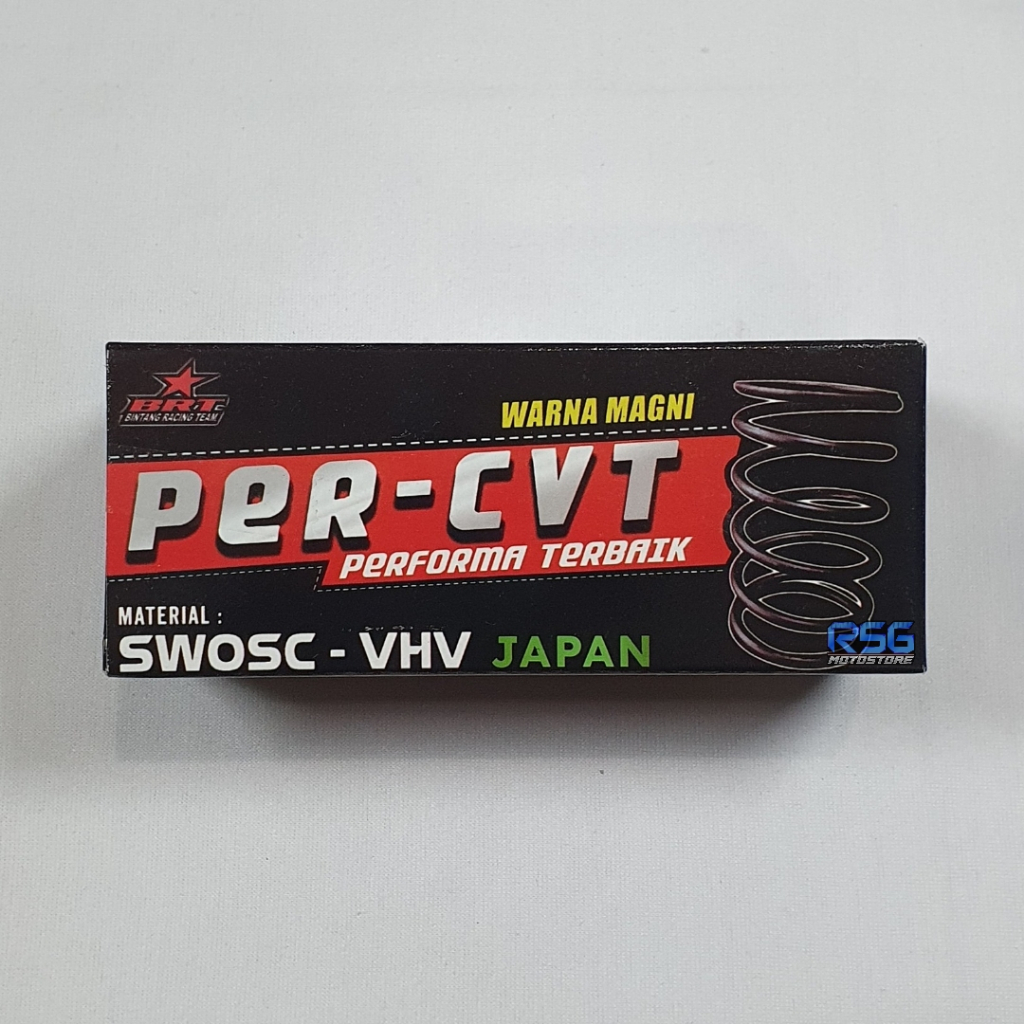 BRT
BINTANG RACING TEAM
WARNA MAGNI
PER-CVT
PERFORMA TERBAIK
MATERIAL :
SWOSC - VHV JAPAN
RSG
MOTOSTORE